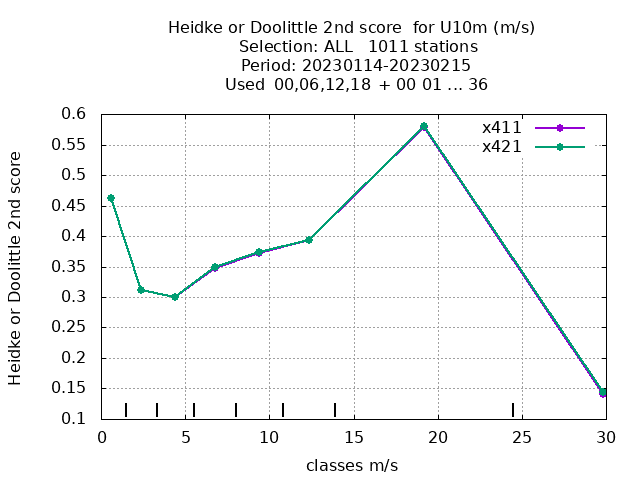 Heidke or Doolittle 2nd score  for U10m (m/s)
Selection: ALL   1011 stations
Period: 20230114-20230215
Used  00,06,12,18 + 00 01 ... 36
Heidke or Doolittle 2nd score
0.6
0.55
0.5
0.45
0.4
0.35
0.3
0.25
0.2
0.15
0.1
x411
x421
0 5 10 15 20 25 30
classes m/s